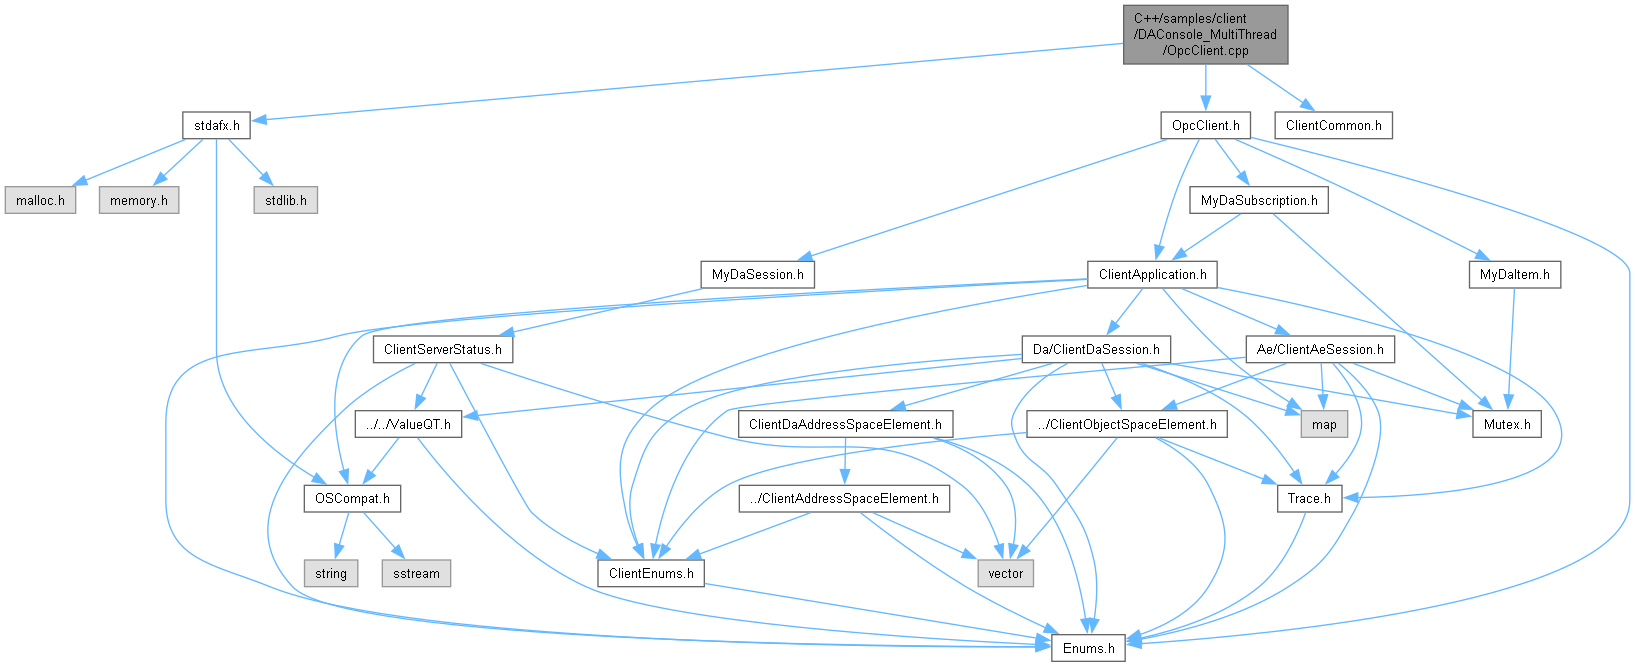 C++/samples/client
/DAConsole_MultiThread
/OpcClient.cpp
stdafx.h
OpcClient.h
ClientCommon.h
malloc.h
memory.h
stdlib.h
MyDaSubscription.h
MyDaSession.h
ClientApplication.h
MyDaItem.h
ClientServerStatus.h
Da/ClientDaSession.h
Ae/ClientAeSession.h
../../ValueQT.h
ClientDaAddressSpaceElement.h
../ClientObjectSpaceElement.h
map
Mutex.h
OSCompat.h
../ClientAddressSpaceElement.h
Trace.h
string
sstream
ClientEnums.h
vector
Enums.h